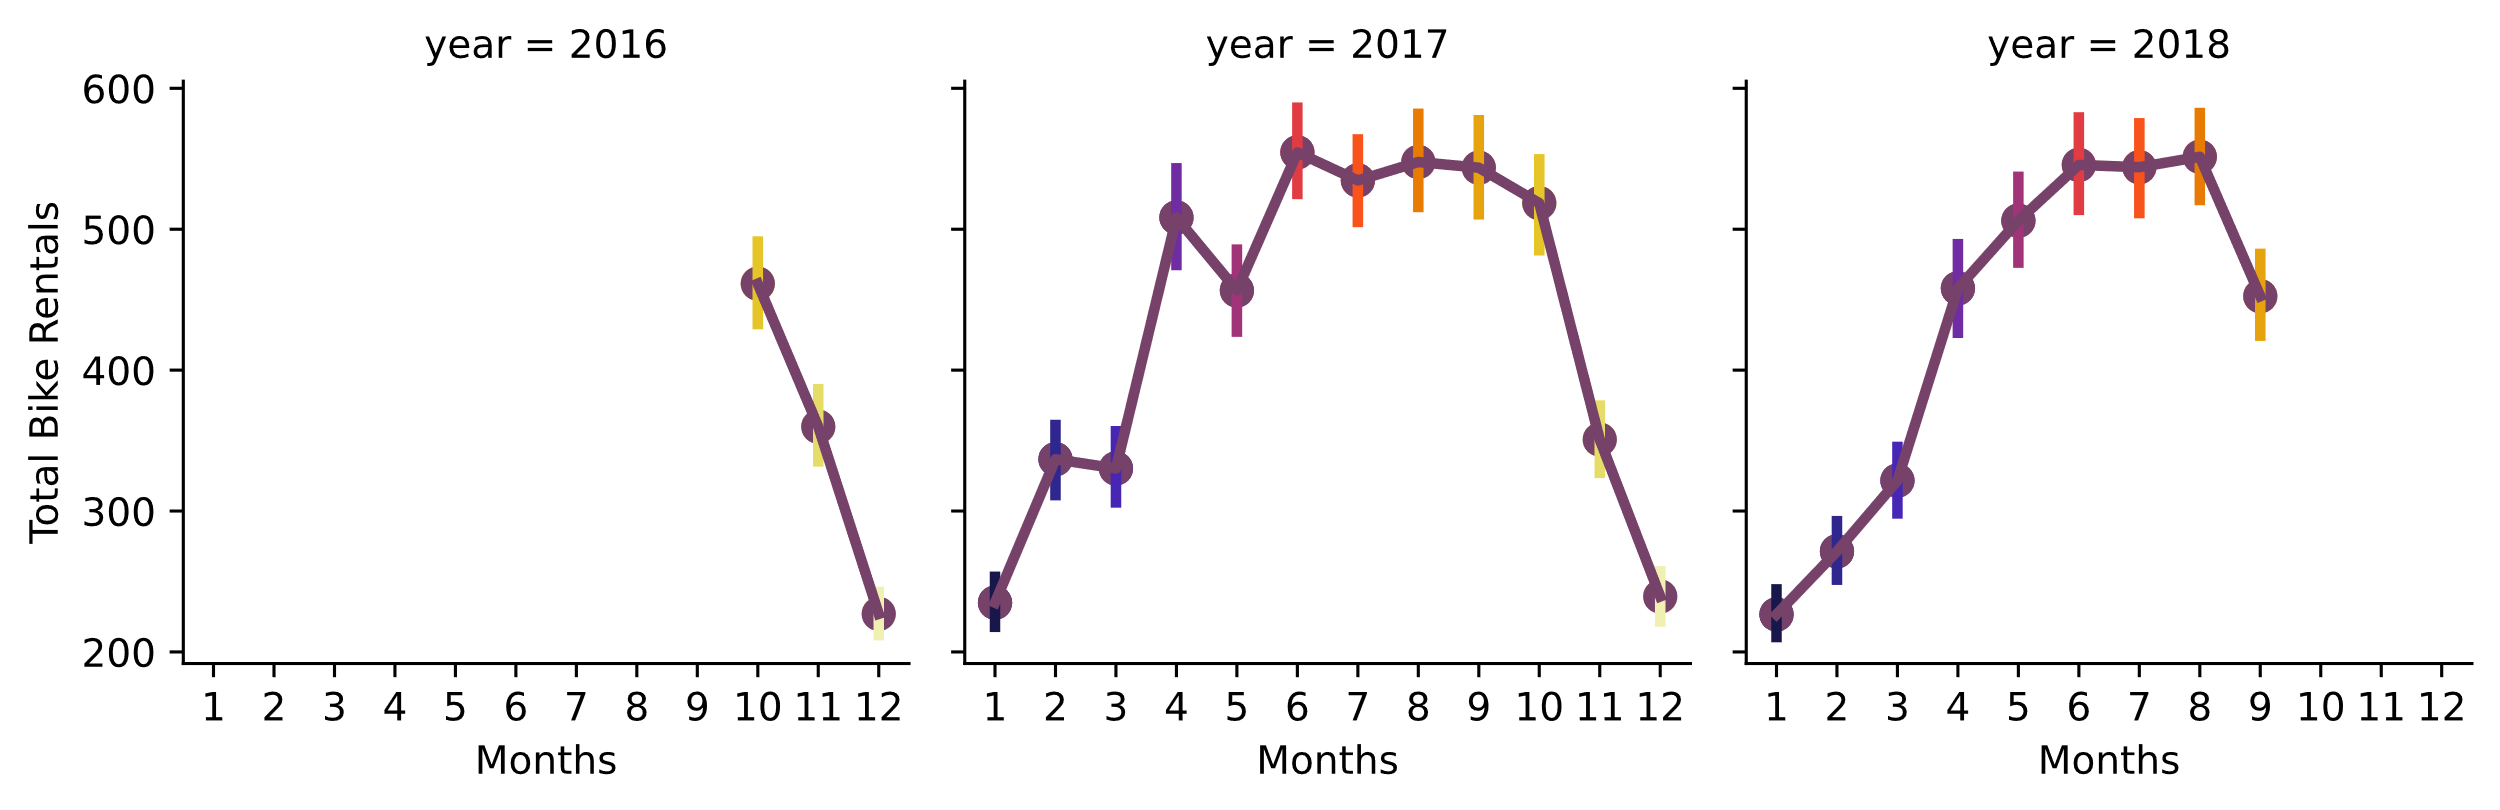 year = 2016
year = 2017
year = 2018
600
500
400
300
200
Total Bike Rentals
1 2 3 4 5 6 7 8 9 10 11 12
1 2 3 4 5 6 7 8 9 10 11 12
1 2 3 4 5 6 7 8 9 10 11 12
Months
Months
Months